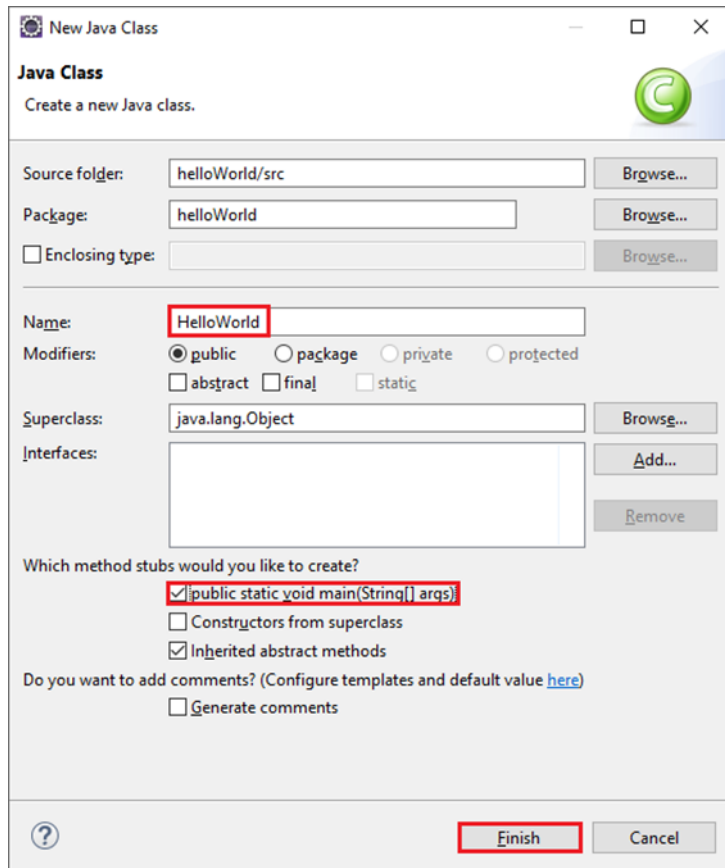 New Java Class
Java Class
Create a new Java class.
C
Source folder: helloWorld/src Browse...
Package: helloWorld Browse...
Enclosing type: Browse...
Name: HelloWorld
Modifiers: public package private protected
abstract final static
Superclass: java.lang.Object Browse...
Interfaces: Add...
Remove
Which method stubs would you like to create?
public static void main(String[] args)
Constructors from superclass
Inherited abstract methods
Do you want to add comments? (Configure templates and default value here)
Generate comments
? Finish Cancel